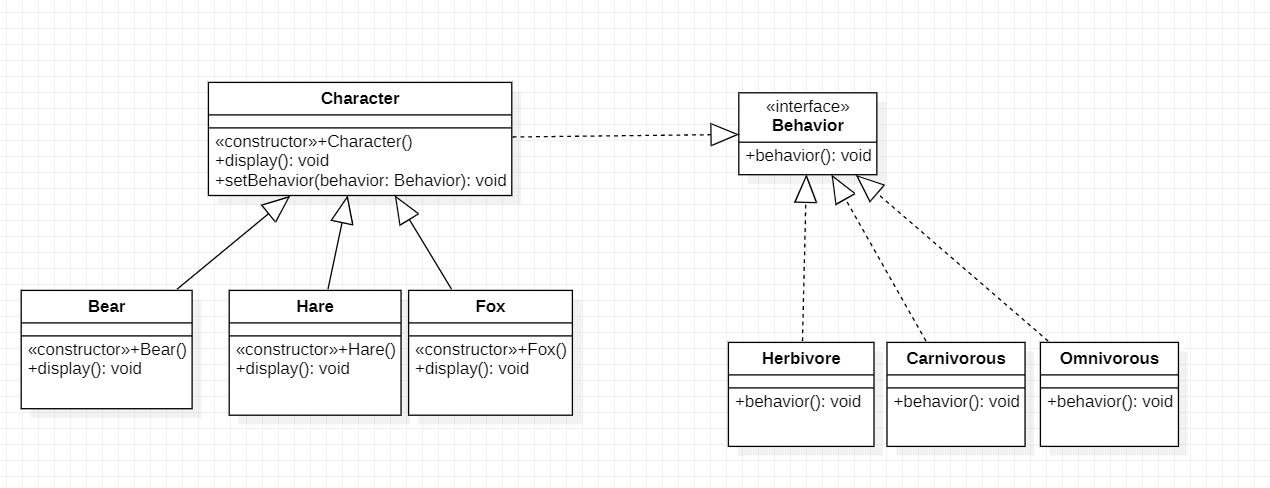 Character
«constructor»+Character()
+display(): void
+setBehavior(behavior: Behavior): void
«interface»
Behavior
+behavior(): void
Bear
«constructor»+Bear()
+display(): void
Hare
«constructor»+Hare()
+display(): void
Fox
«constructor»+Fox()
+display(): void
Herbivore
+behavior(): void
Carnivorous
+behavior(): void
Omnivorous
+behavior(): void